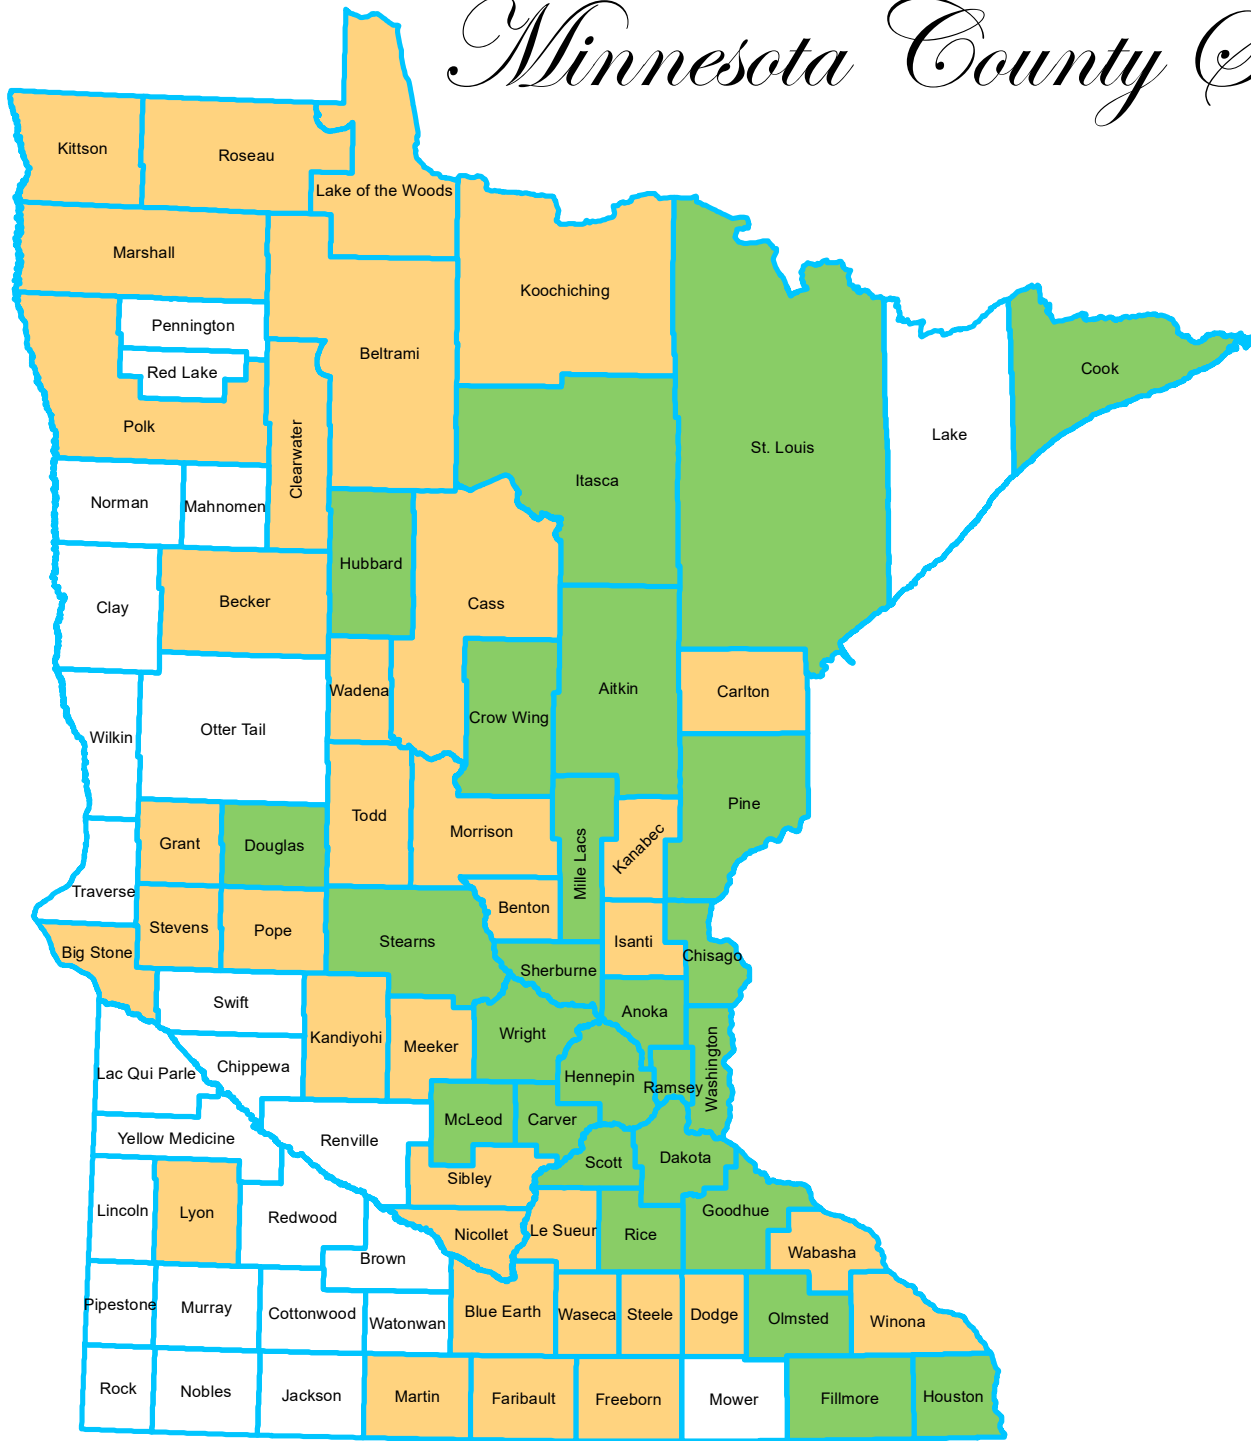 Minnesota County S
Kittson
Roseau
Lake of the Woods
Marshall
Koochiching
Pennington
Beltrami
Red Lake
Cook
Polk
Lake
St. Louis
Clearwater
Itasca
Norman
Mahnomen
Hubbard
Becker
Cass
Clay
Aitkin
Wadena
Carlton
Crow Wing
Otter Tail
Wilkin
Pine
Todd
Morrison
Grant
Douglas
Kanabec
Mille Lacs
Traverse
Benton
Stevens
Pope
Stearns
Isanti
Big Stone
Chisago
Sherburne
Swift
Anoka
Wright
Kandiyohi
Meeker
Chippewa
Washington
Lac Qui Parle
Hennepin
Ramsey
McLeod
Carver
Yellow Medicine
Renville
Dakota
Scott
Sibley
Lincoln
Lyon
Redwood
Goodhue
Le Sueur
Nicollet
Rice
Wabasha
Brown
Pipestone
Murray
Cottonwood
Watonwan
Blue Earth
Waseca
Steele
Dodge
Olmsted
Winona
Rock
Nobles
Jackson
Martin
Faribault
Freeborn
Mower
Fillmore
Houston